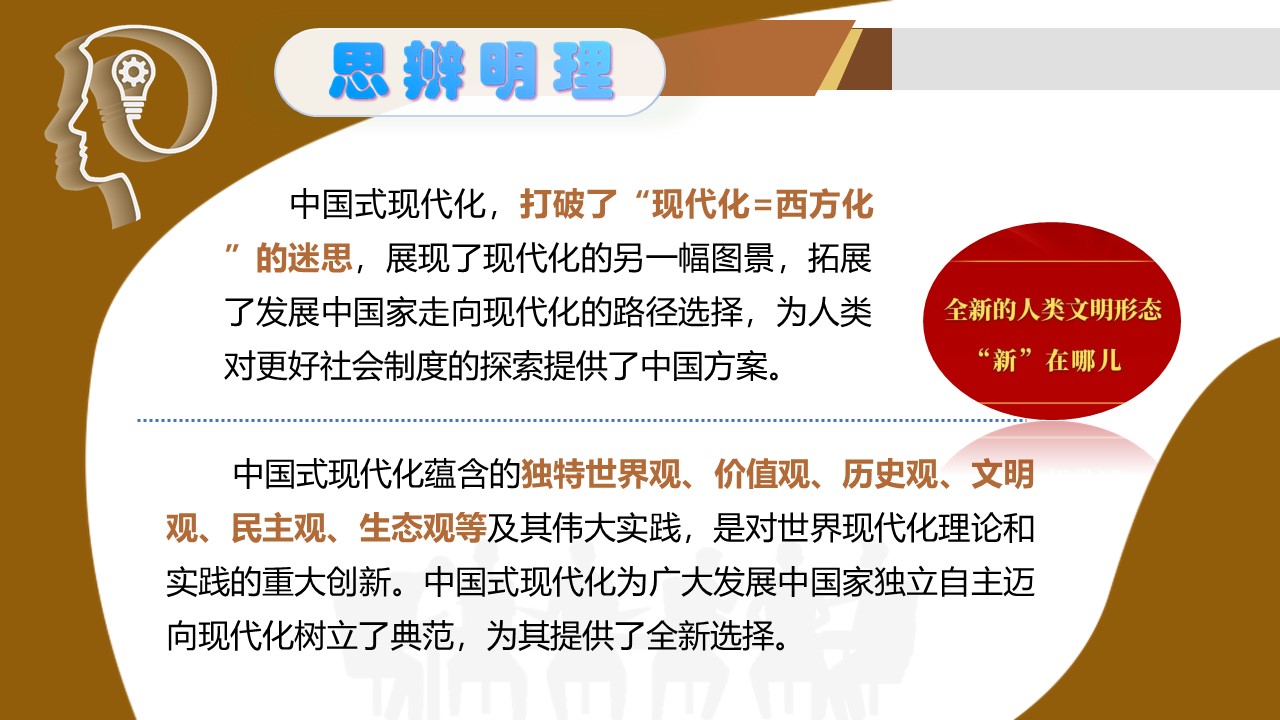 思辨明理
中国式现代化，打破了“现代化=西方化
”的迷思，展现了现代化的另一幅图景，拓展
了发展中国家走向现代化的路径选择，为人类
对更好社会制度的探索提供了中国方案。
全新的人类文明形态
“新”在哪儿
中国式现代化蕴含的独特世界观、价值观、历史观、文明
观、民主观、生态观等及其伟大实践，是对世界现代化理论和
实践的重大创新。中国式现代化为广大发展中国家独立自主迈
向现代化树立了典范，为其提供了全新选择。